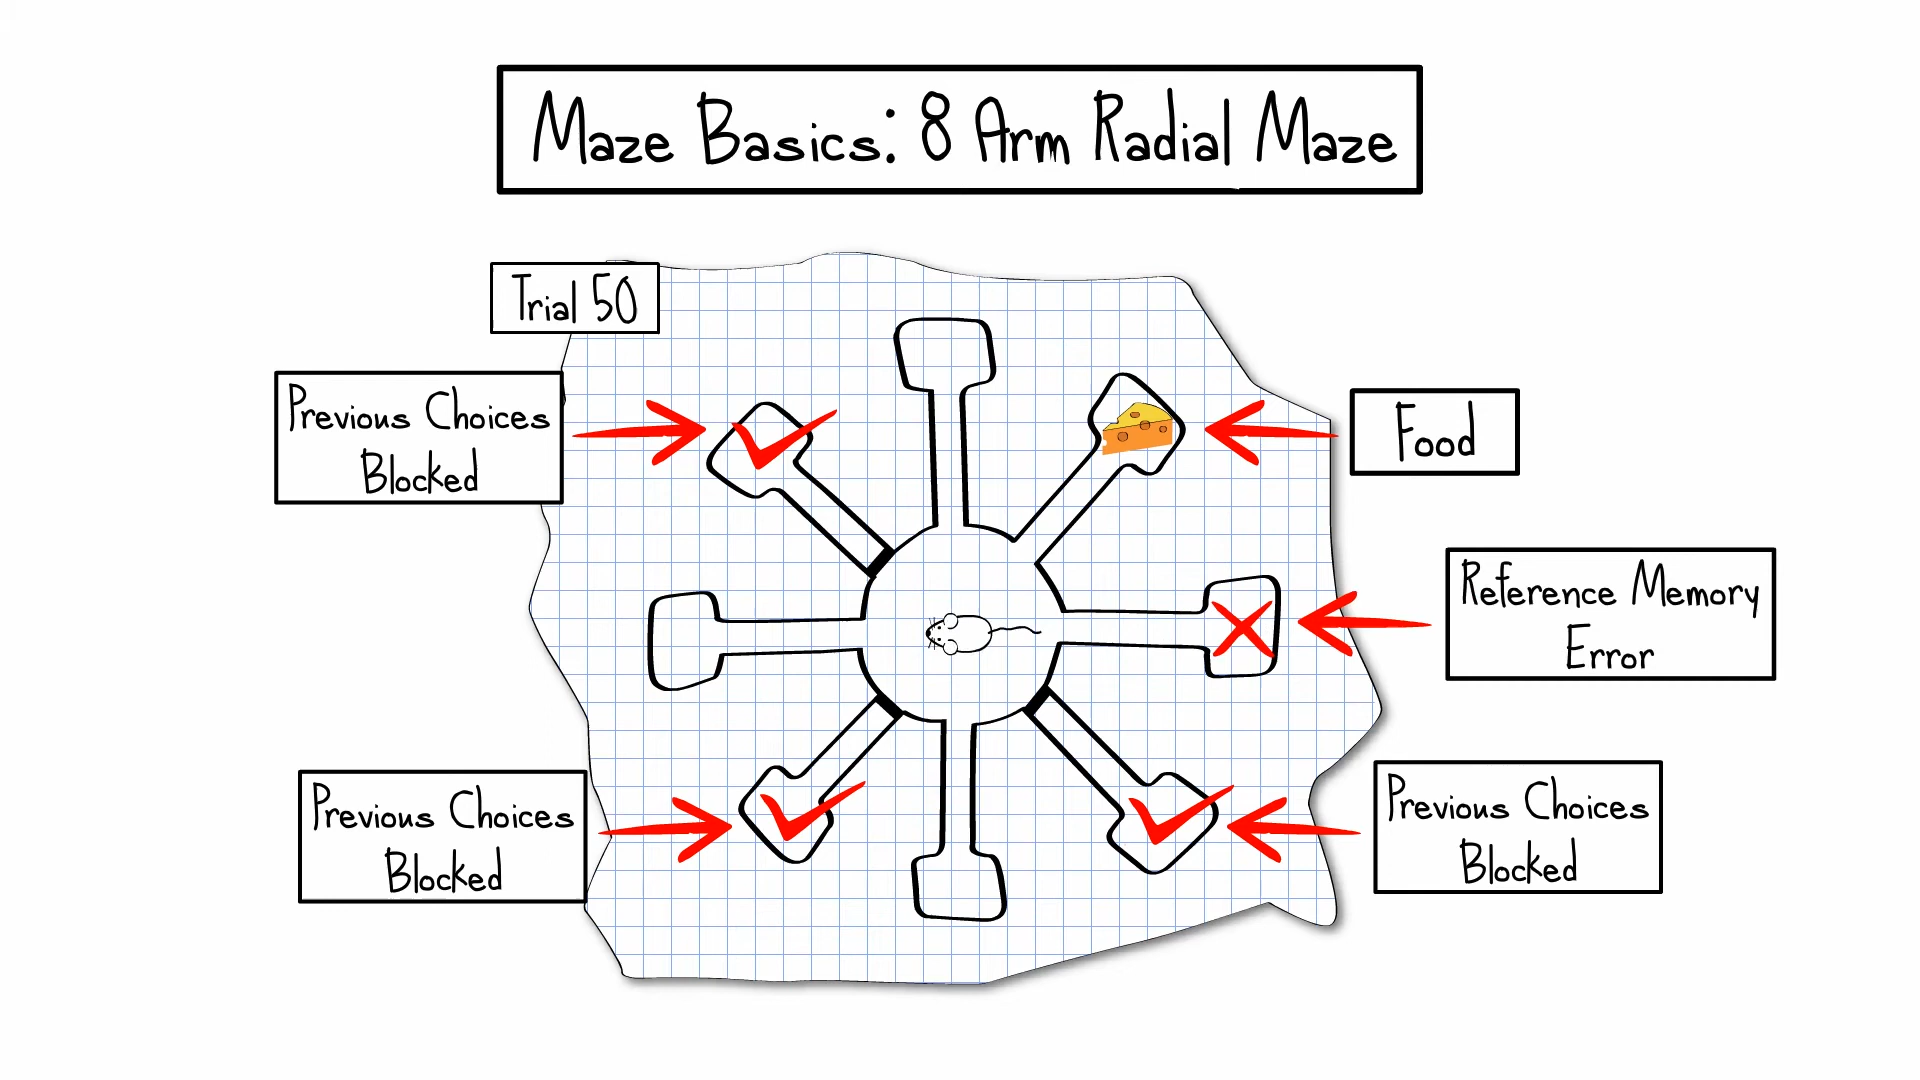 Maze Basics: 8 Arm Radial Maze
Trial 50
Previous Choices
Blocked
Food
Reference Memory
Error
Previous Choices
Blocked
Previous Choices
Blocked